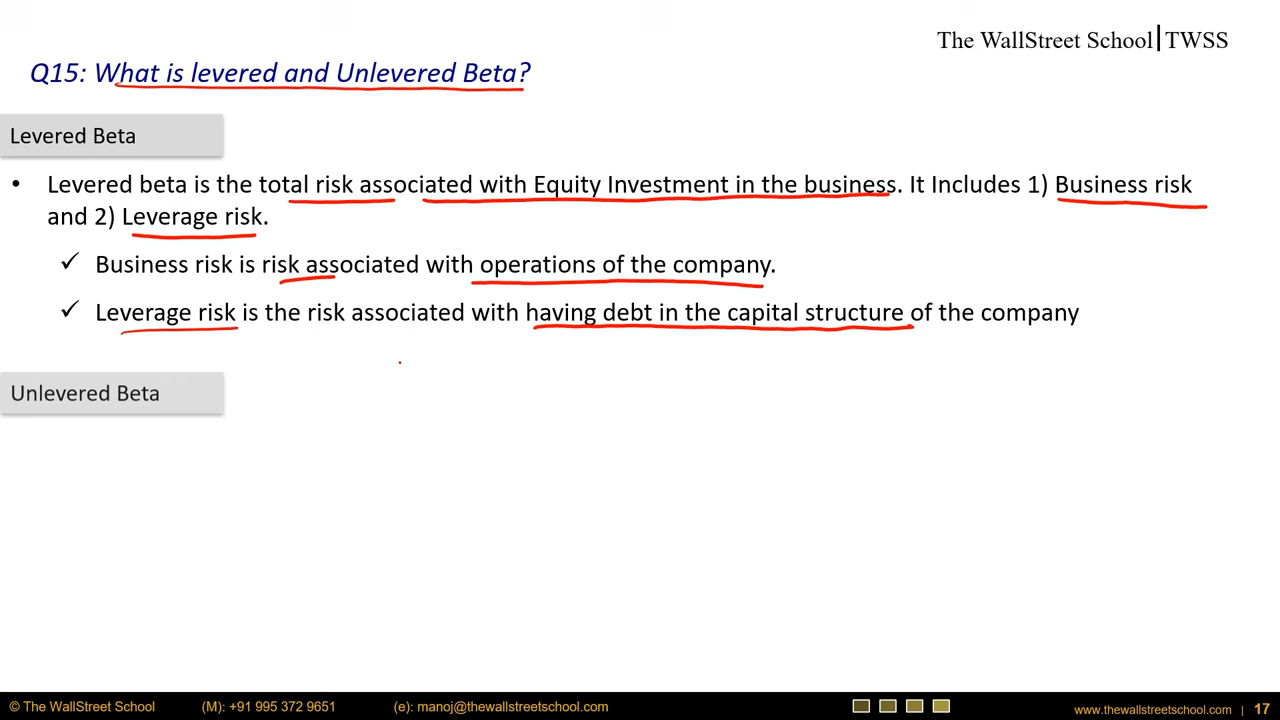 The WallStreet School | TWSS
Q15: What is levered and Unlevered Beta?
Levered Beta
• Levered beta is the total risk associated with Equity Investment in the business. It Includes 1) Business risk
and 2) Leverage risk.
✓ Business risk is risk associated with operations of the company.
✓ Leverage risk is the risk associated with having debt in the capital structure of the company
Unlevered Beta
© The WallStreet School (M): +91 995 372 9651 (e): manoj@thewallstreetschool.com www.thewallstreetschool.com | 17